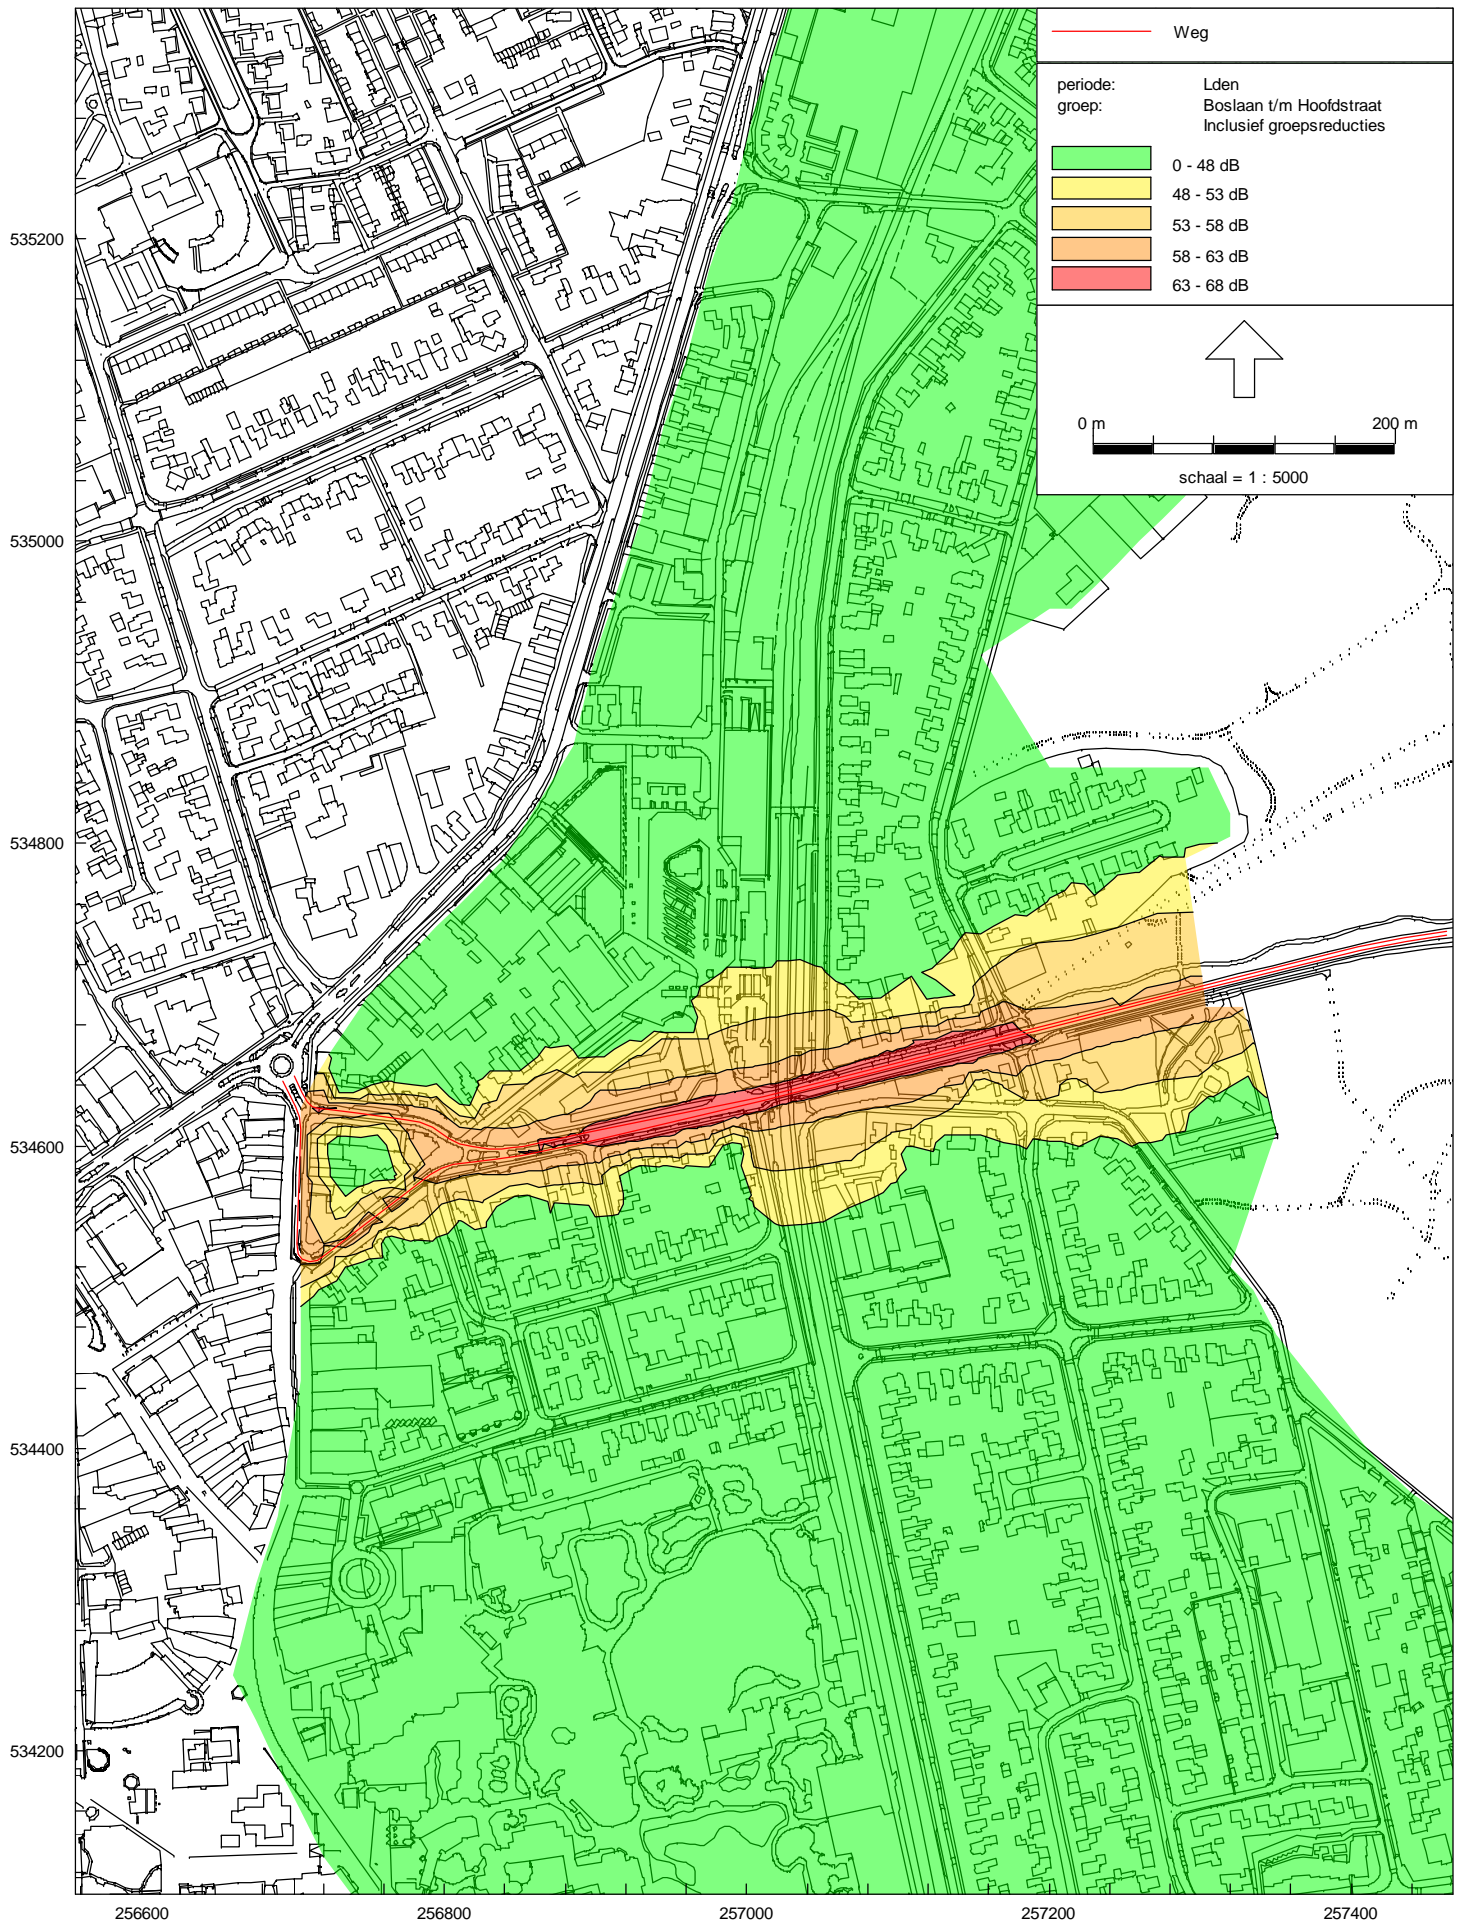 Weg
periode: Lden
groep: Boslaan t/m Hoofdstraat
Inclusief groepsreducties
0 - 48 dB
48 - 53 dB
53 - 58 dB
58 - 63 dB
63 - 68 dB
0 m 200 m
schaal = 1 : 5000
535200
535000
534800
534600
534400
534200
256600 256800 257000 257200 257400